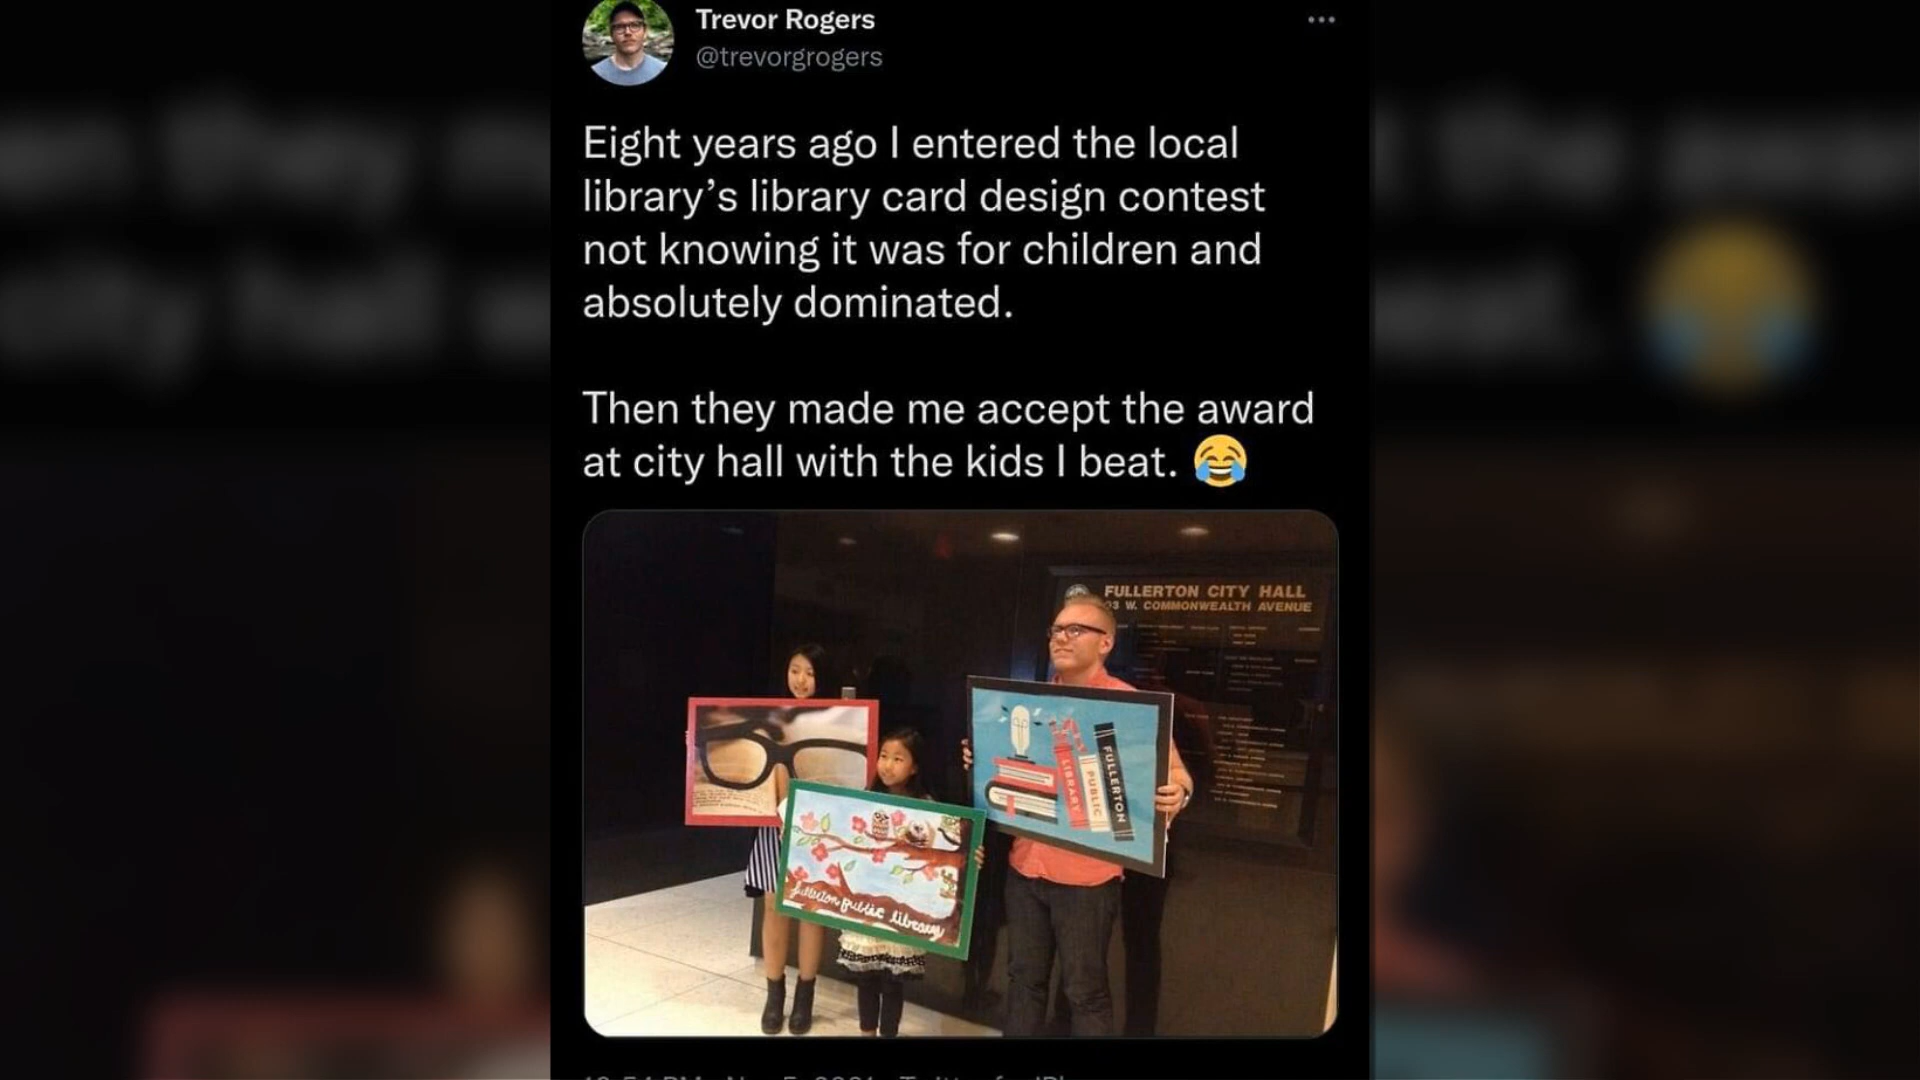 Trevor Rogers
@trevorgrogers
Eight years ago I entered the local
library’s library card design contest
not knowing it was for children and
absolutely dominated.
Then they made me accept the award
at city hall with the kids I beat. 😂
FULLERTON CITY HALL
W. COMMONWEALTH AVENUE
LIBRARY
PUBLIC
FULLERTON
fullerton public library